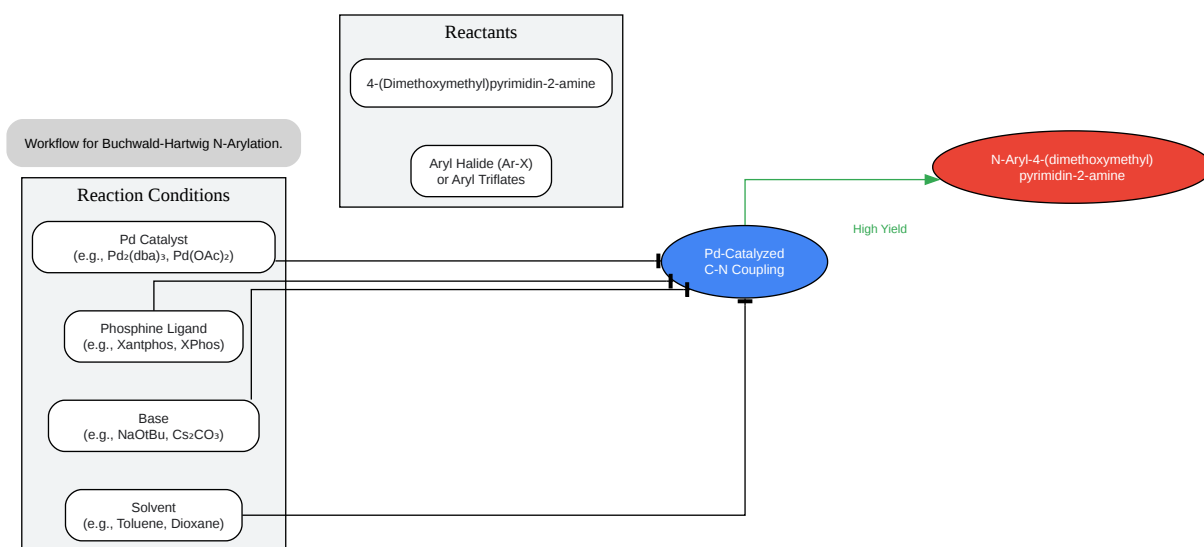 Reactants
4-(Dimethoxymethyl)pyrimidin-2-amine
Aryl Halide (Ar-X)
or Aryl Triflates
Workflow for Buchwald-Hartwig N-Arylation.
Reaction Conditions
Pd Catalyst
(e.g., Pd₂(dba)₃, Pd(OAc)₂)
Phosphine Ligand
(e.g., Xantphos, XPhos)
Base
(e.g., NaOtBu, Cs₂CO₃)
Solvent
(e.g., Toluene, Dioxane)
Pd-Catalyzed
C-N Coupling
High Yield
N-Aryl-4-(dimethoxymethyl)
pyrimidin-2-amine